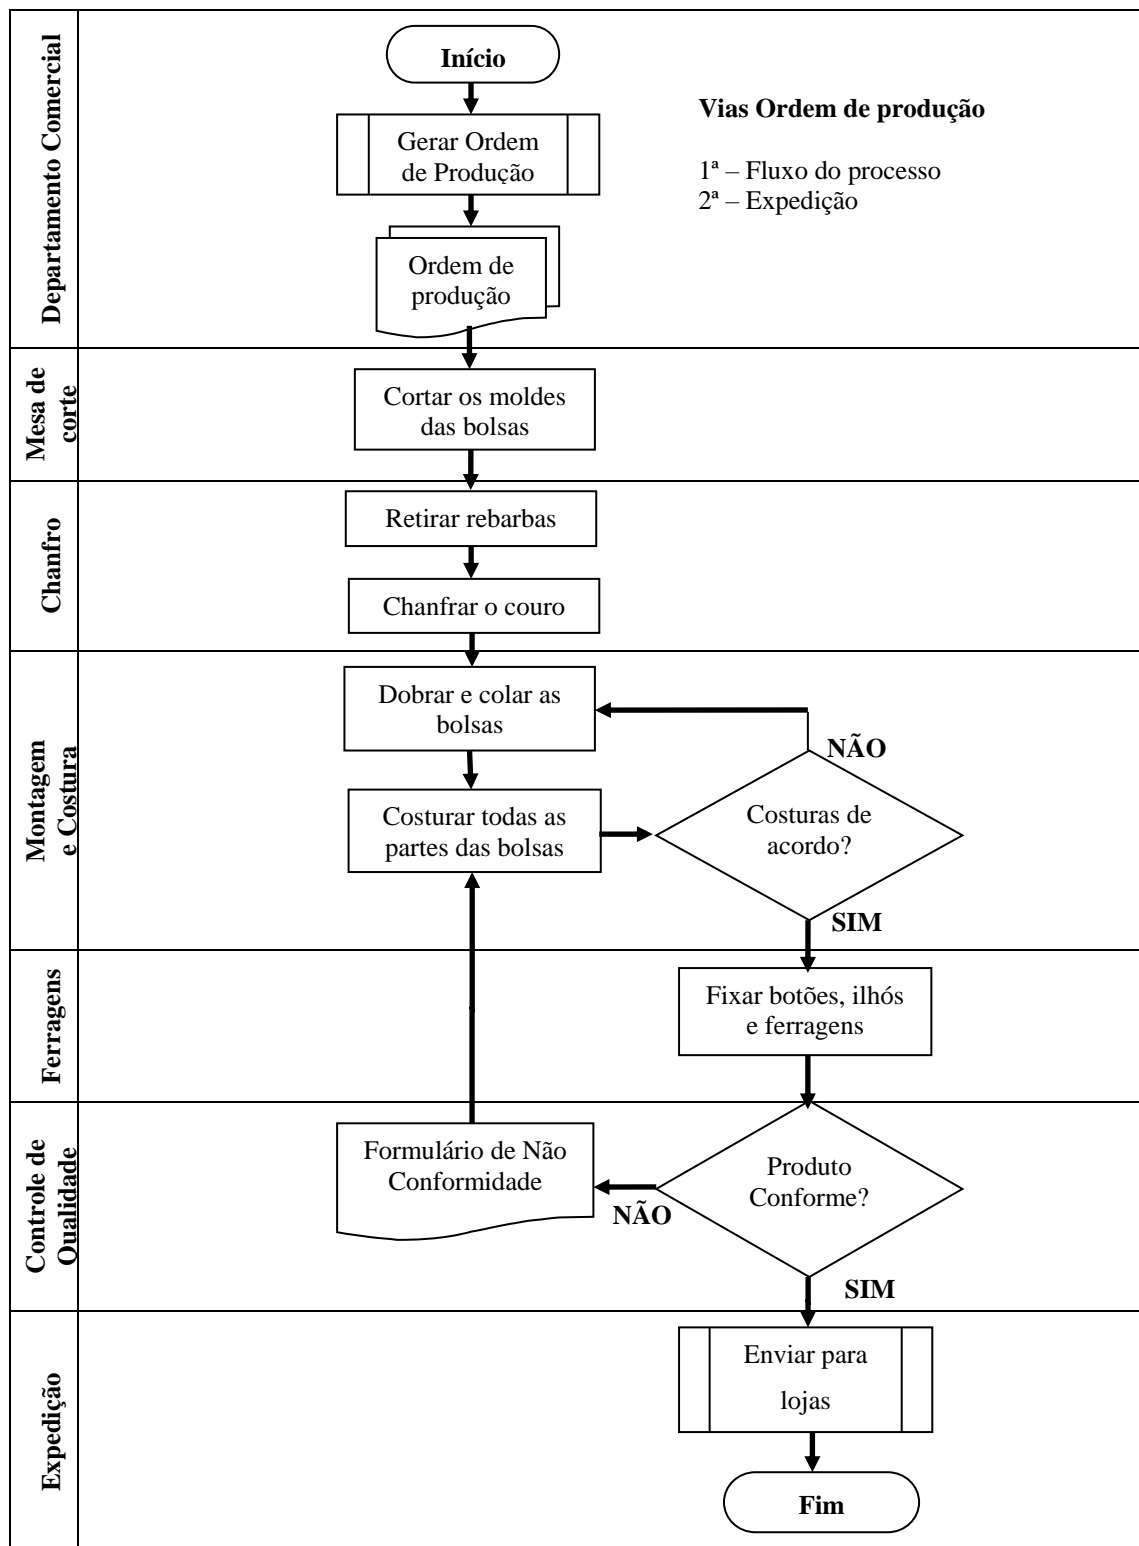 Departamento Comercial
Início
Gerar Ordem
de Produção
Vias Ordem de produção
1ª – Fluxo do processo
2ª – Expedição
Ordem de
produção
Mesa de
corte
Cortar os moldes
das bolsas
Chanfro
Retirar rebarbas
Chanfrar o couro
Montagem
e Costura
Dobrar e colar as
bolsas
NÃO
Costurar todas as
partes das bolsas
Costuras de
acordo?
SIM
Ferragens
Fixar botões, ilhós
e ferragens
Controle de
Qualidade
Formulário de Não
Conformidade
NÃO
Produto
Conforme?
SIM
Expedição
Enviar para
lojas
Fim